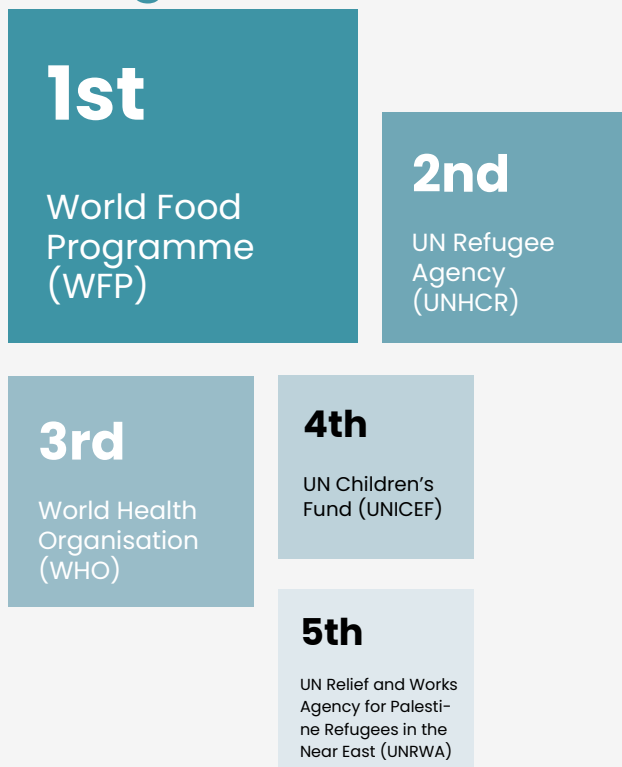 1st
World Food
Programme
(WFP)
2nd
UN Refugee
Agency
(UNHCR)
3rd
World Health
Organisation
(WHO)
4th
UN Children's
Fund (UNICEF)
5th
UN Relief and Works
Agency for Palesti-
ne Refugees in the
Near East (UNRWA)